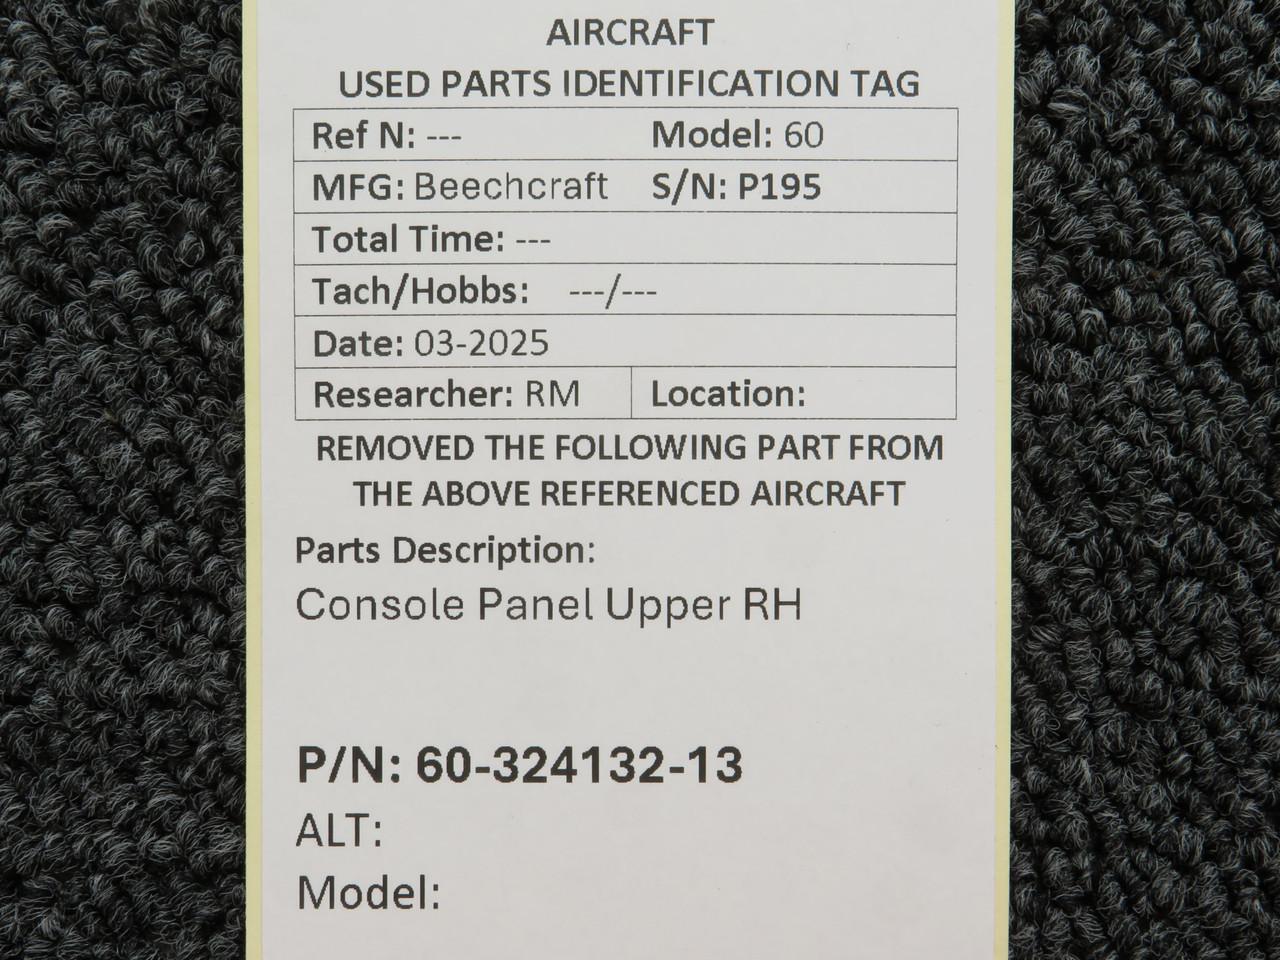 AIRCRAFT
USED PARTS IDENTIFICATION TAG
Ref N: --- Model: 60
MFG: Beechcraft S/N: P195
Total Time: ---
Tach/Hobbs: ---/---
Date: 03-2025
Researcher: RM Location:
REMOVED THE FOLLOWING PART FROM
THE ABOVE REFERENCED AIRCRAFT
Parts Description:
Console Panel Upper RH
P/N: 60-324132-13
ALT:
Model: